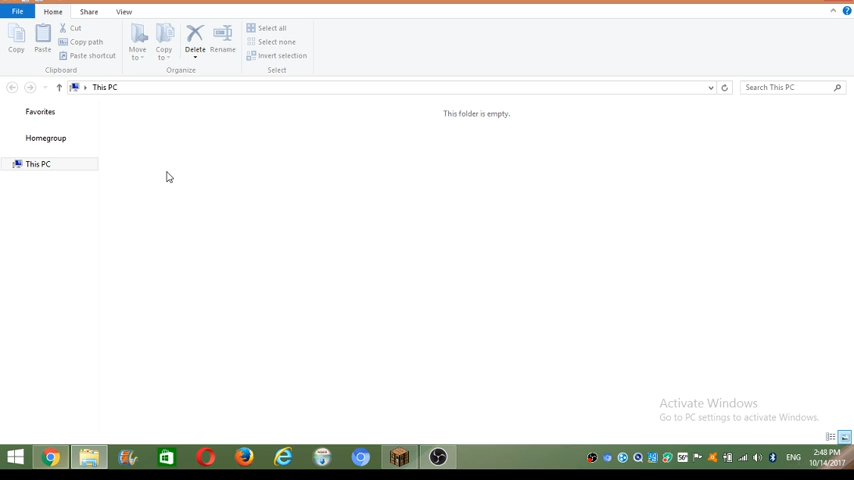 File Home Share View
Cut
Copy path
Paste shortcut
Copy Paste
Move to
Copy to
Delete Rename
Select all
Select none
Invert selection
Clipboard Organize Select
This PC
Search This PC
This folder is empty.
Favorites
Homegroup
This PC
Activate Windows
Go to PC settings to activate Windows.
56°
ENG
2:48 PM
10/14/2017